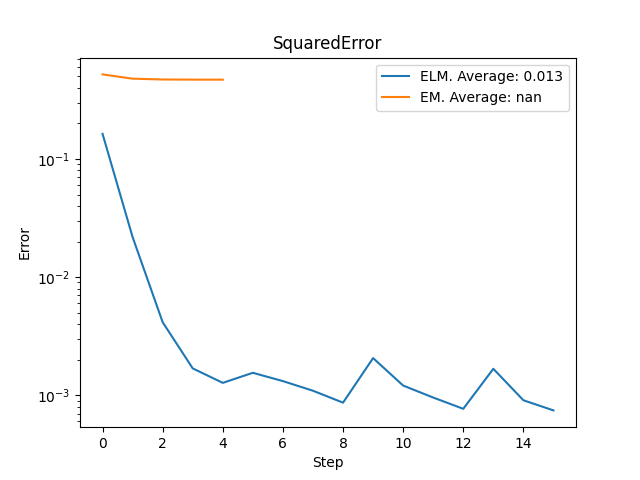 SquaredError
ELM. Average: 0.013
EM. Average: nan
10⁻¹
10⁻²
10⁻³
Error
0 2 4 6 8 10 12 14
Step